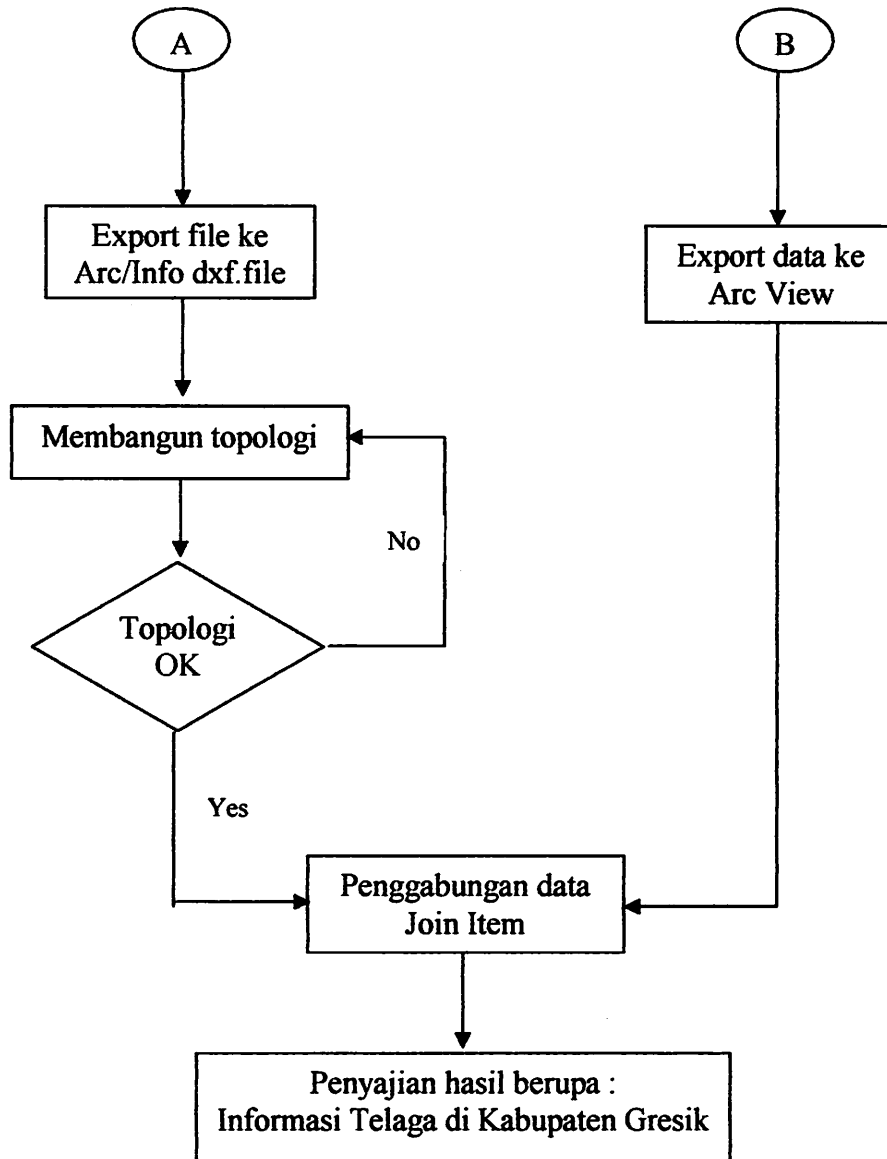 A
B
Export file ke
Arc/Info dxf.file
Export data ke
Arc View
Membangun topologi
No
Topologi
OK
Yes
Penggabungan data
Join Item
Penyajian hasil berupa :
Informasi Telaga di Kabupaten Gresik